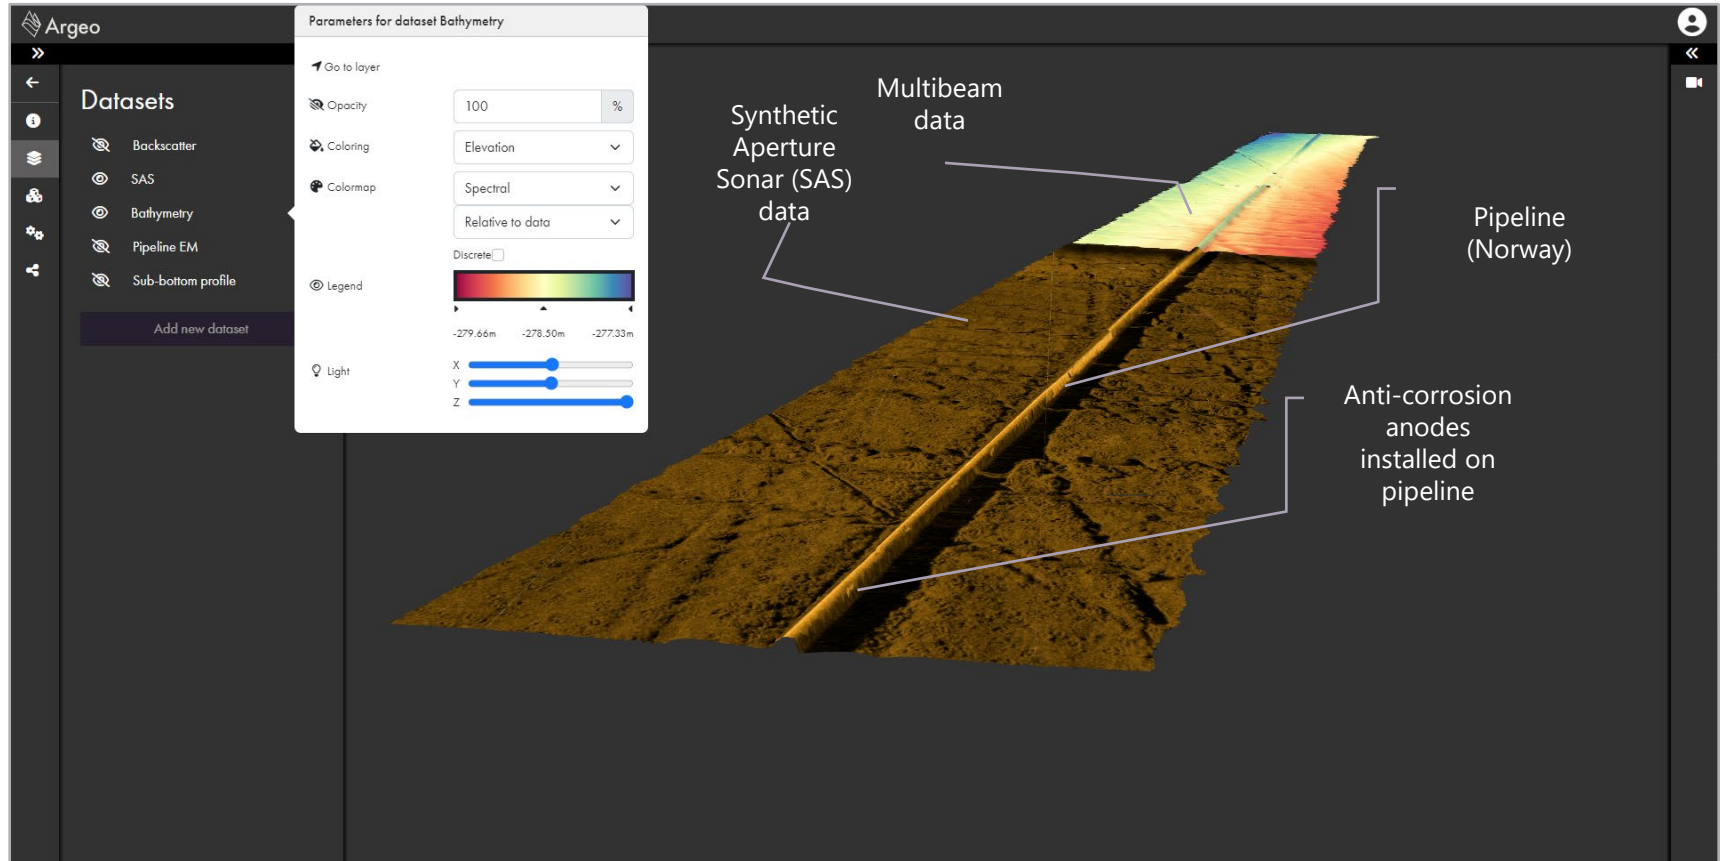 Argeo
Datasets
Backscatter
SAS
Bathymetry
Pipeline EM
Sub-bottom profile
Add new dataset
Parameters for dataset Bathymetry
Go to layer
Opacity
100
%
Coloring
Elevation
Colormap
Spectral
Relative to data
Discrete
Legend
-279.66m -278.50m -277.33m
Light
X
Y
Z
Synthetic
Aperture
Sonar (SAS)
data
Multibeam
data
Pipeline
(Norway)
Anti-corrosion
anodes
installed on
pipeline